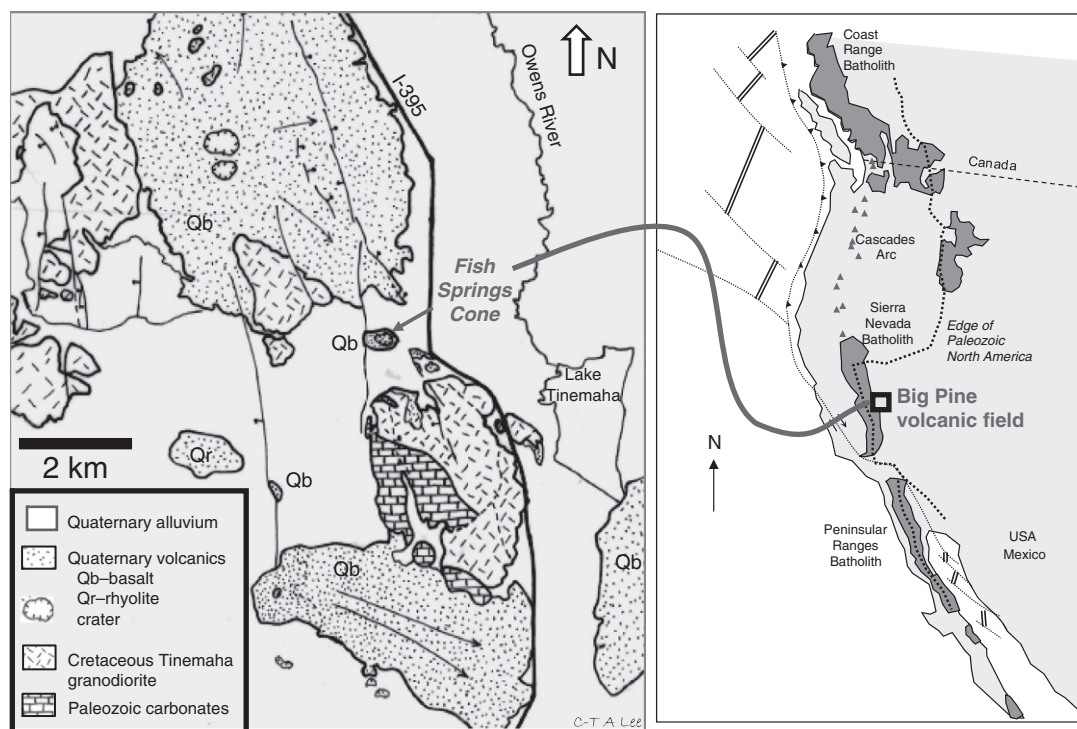 N
I-395
Owens River
Qb
Fish
Springs
Cone
Qb
Lake
Tinemaha
Qr
2 km
Qb
Qb
Qb
Quaternary alluvium
Quaternary volcanics
Qb–basalt
Qr–rhyolite
crater
Cretaceous Tinemaha
granodiorite
Paleozoic carbonates
C-T A Lee
Coast
Range
Batholith
Canada
Cascades
Arc
Sierra
Nevada
Batholith
Edge of
Paleozoic
North America
Big Pine
volcanic field
N
Peninsular
Ranges
Batholith
USA
Mexico